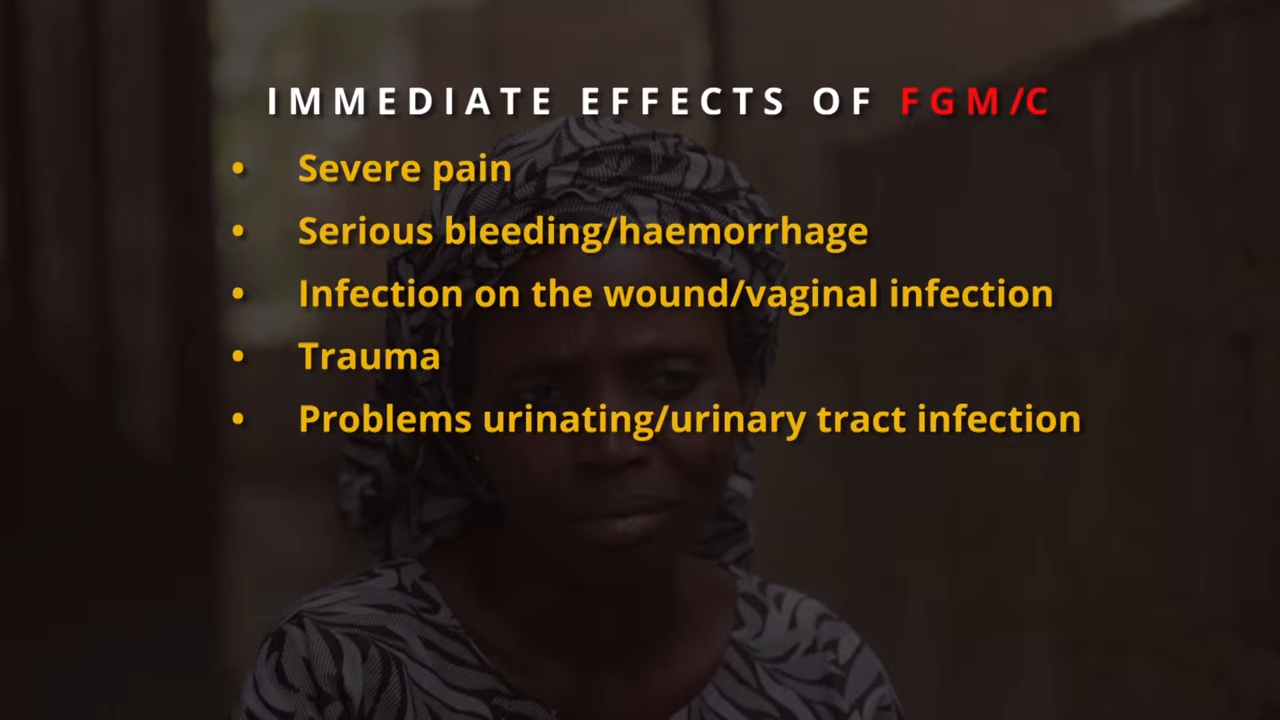 IMMEDIATE EFFECTS OF FGM/C
• Severe pain
• Serious bleeding/haemorrhage
• Infection on the wound/vaginal infection
• Trauma
• Problems urinating/urinary tract infection